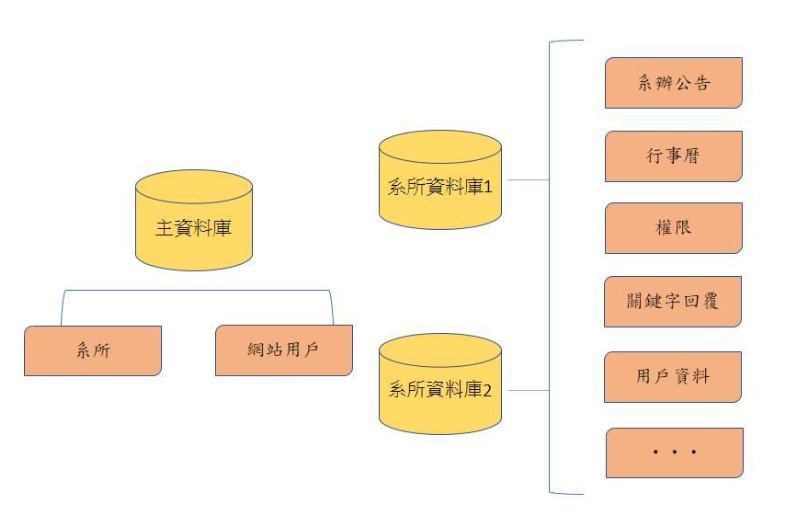 主資料庫
系所
網站用戶
系所資料庫1
系所資料庫2
系辦公告
行事曆
權限
關鍵字回覆
用戶資料
・・・